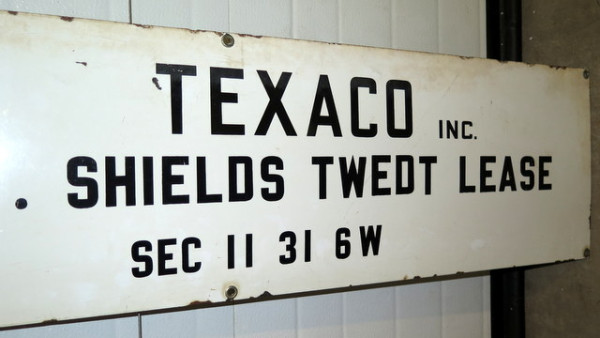 TEXACO INC.
. SHIELDS TWEDT LEASE
SEC 11 31 6W